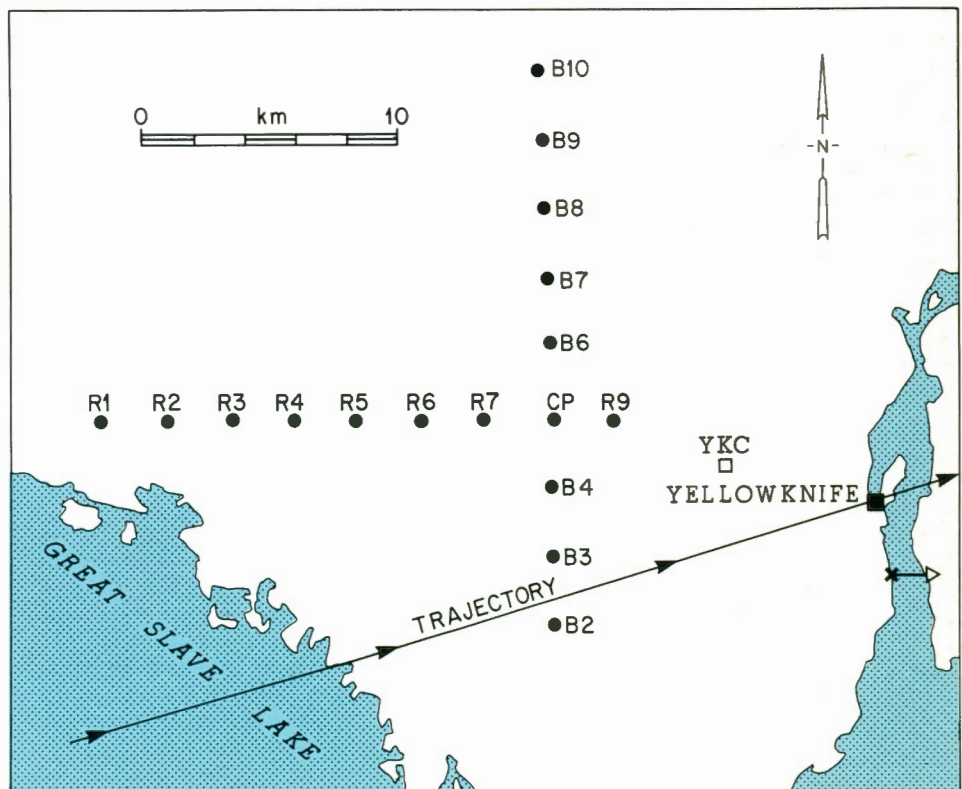 B10
0 km 10
B9
-N-
B8
B7
B6
R1 R2 R3 R4 R5 R6 R7 CP R9
YKC
B4
YELLOWKNIFE
B3
TRAJECTORY
B2
GREAT SLAVE LAKE